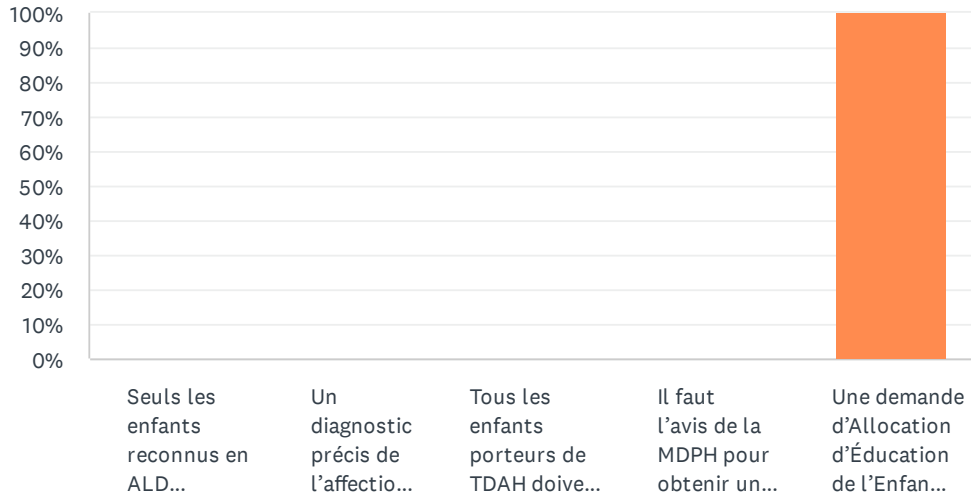 100%
90%
80%
70%
60%
50%
40%
30%
20%
10%
0%
Seuls les
enfants
reconnus en
ALD...
Un
diagnostic
précis de
l'affectio...
Tous les
enfants
porteurs de
TDAH doive...
Il faut
l'avis de la
MDPH pour
obtenir un...
Une demande
d'Allocation
d'Éducation
de l'Enfan...